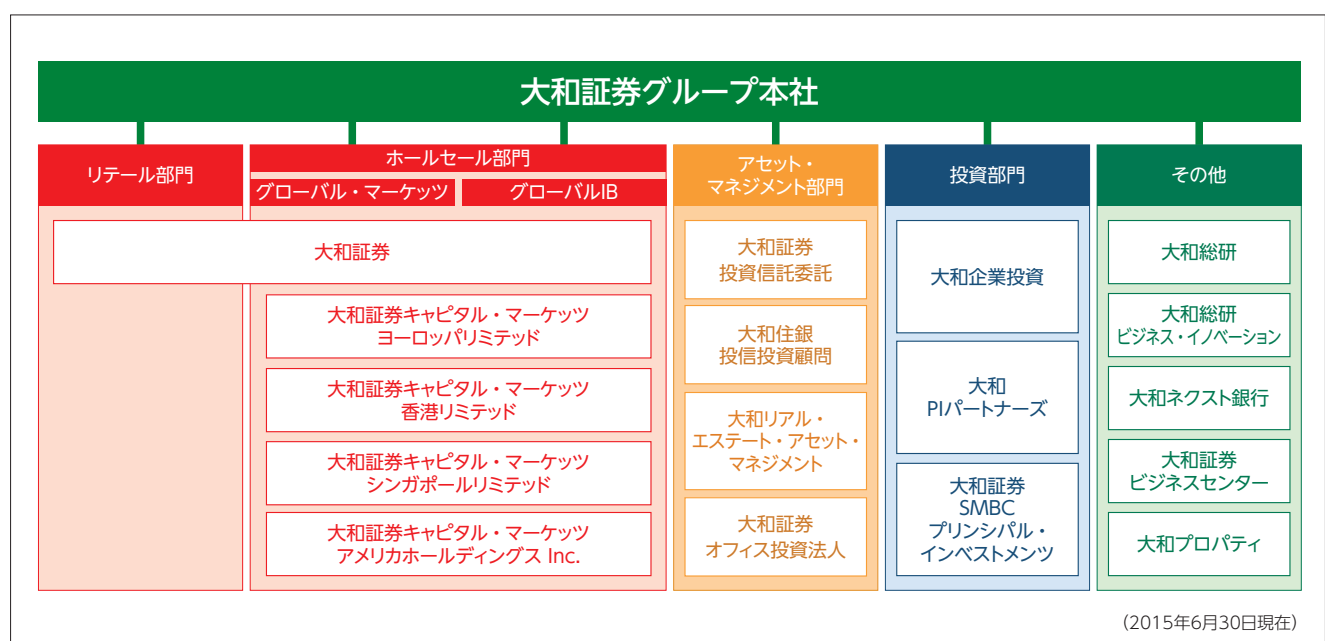 大和証券グループ本社
リテール部門
ホールセール部門
グローバル・マーケッツ
グローバルIB
アセット・
マネジメント部門
投資部門
その他
大和証券
大和証券キャピタル・マーケッツ
ヨーロッパリミテッド
大和証券キャピタル・マーケッツ
香港リミテッド
大和証券キャピタル・マーケッツ
シンガポールリミテッド
大和証券キャピタル・マーケッツ
アメリカホールディングス Inc.
大和証券
投資信託委託
大和住銀
投信投資顧問
大和リアル・
エステート・アセット・
マネジメント
大和証券
オフィス投資法人
大和企業投資
大和
PIパートナーズ
大和証券
SMBC
プリンシパル・
インベストメンツ
大和総研
大和総研
ビジネス・イノベーション
大和ネクスト銀行
大和証券
ビジネスセンター
大和プロパティ
(2015年6月30日現在)